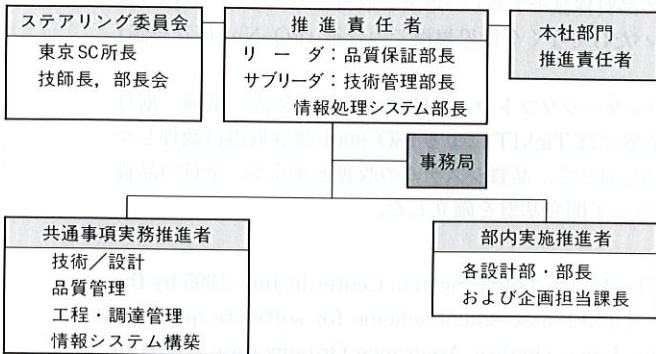 ステアリング委員会
東京SC所長
技師長，部長会
推進責任者
リーダ：品質保証部長
サブリーダ：技術管理部長
情報処理システム部長
本社部門
推進責任者
事務局
共通事項実務推進者
技術／設計
品質管理
工程・調達管理
情報システム構築
部内実施推進者
各設計部・部長
および企画担当課長